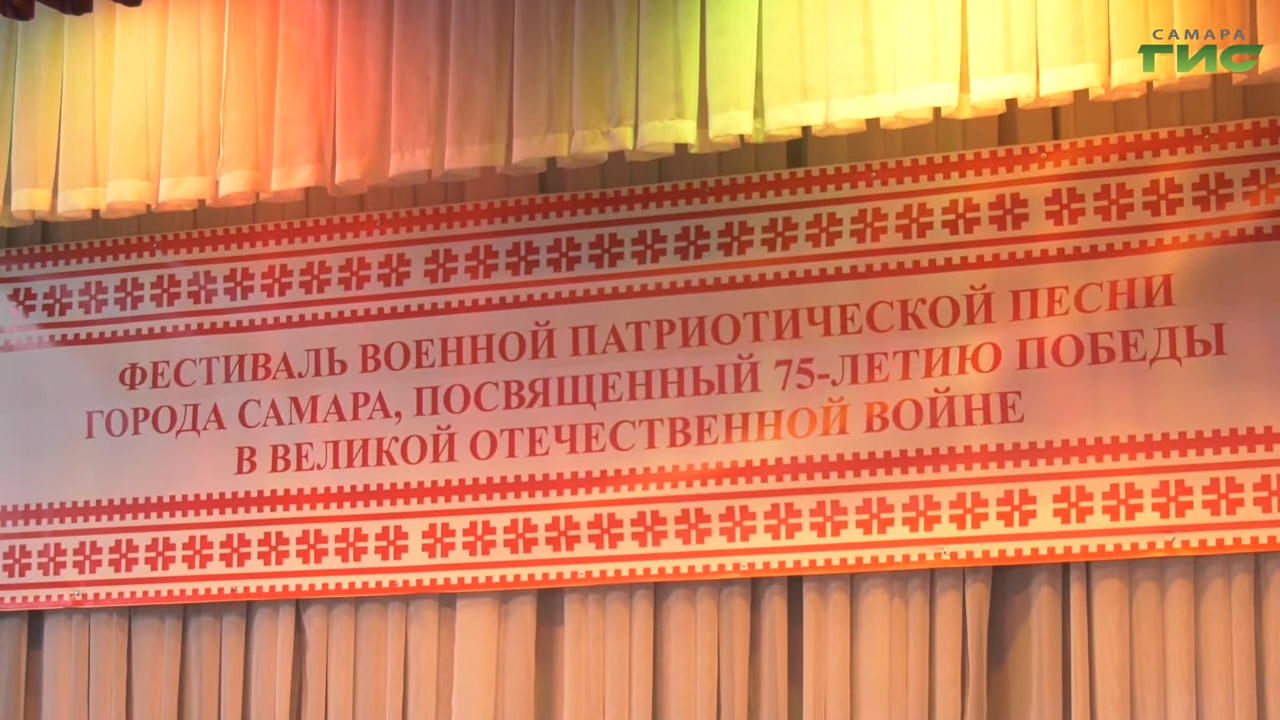 САМАРА
ГИС
ФЕСТИВАЛЬ ВОЕННОЙ ПАТРИОТИЧЕСКОЙ ПЕСНИ
ГОРОДА САМАРА, ПОСВЯЩЕННЫЙ 75-ЛЕТИЮ ПОБЕДЫ
В ВЕЛИКОЙ ОТЕЧЕСТВЕННОЙ ВОЙНЕ